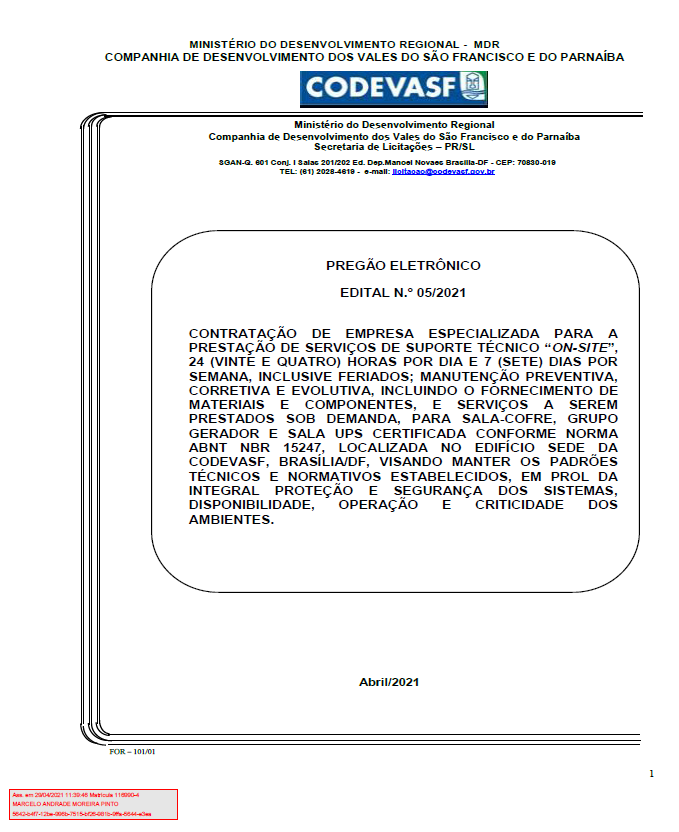 MINISTÉRIO DO DESENVOLVIMENTO REGIONAL - MDR
COMPANHIA DE DESENVOLVIMENTO DOS VALES DO SÃO FRANCISCO E DO PARNAÍBA
CODEVASF
Ministério do Desenvolvimento Regional
Companhia de Desenvolvimento dos Vales do São Francisco e do Parnaíba
Secretaria de Licitações – PR/SL
SGAN-Q. 601 Conj. I Salas 201/202 Ed. Dep.Manoel Novaes Brasília-DF - CEP: 70830-019
TEL: (61) 2028-4619 - e-mail: licitacao@codevasf.gov.br
PREGÃO ELETRÔNICO
EDITAL N.º 05/2021
CONTRATAÇÃO DE EMPRESA ESPECIALIZADA PARA A
PRESTAÇÃO DE SERVIÇOS DE SUPORTE TÉCNICO “ON-SITE”,
24 (VINTE E QUATRO) HORAS POR DIA E 7 (SETE) DIAS POR
SEMANA, INCLUSIVE FERIADOS; MANUTENÇÃO PREVENTIVA,
CORRETIVA E EVOLUTIVA, INCLUINDO O FORNECIMENTO DE
MATERIAIS E COMPONENTES, E SERVIÇOS A SEREM
PRESTADOS SOB DEMANDA, PARA SALA-COFRE, GRUPO
GERADOR E SALA UPS CERTIFICADA CONFORME NORMA
ABNT NBR 15247, LOCALIZADA NO EDIFÍCIO SEDE DA
CODEVASF, BRASÍLIA/DF, VISANDO MANTER OS PADRÕES
TÉCNICOS E NORMATIVOS ESTABELECIDOS, EM PROL DA
INTEGRAL PROTEÇÃO E SEGURANÇA DOS SISTEMAS,
DISPONIBILIDADE, OPERAÇÃO E CRITICIDADE DOS
AMBIENTES.
Abril/2021
FOR – 101/01
1
Ass. em 29/04/2021 11:39:46 Matrícula 116990-4
MARCELO ANDRADE MOREIRA PINTO